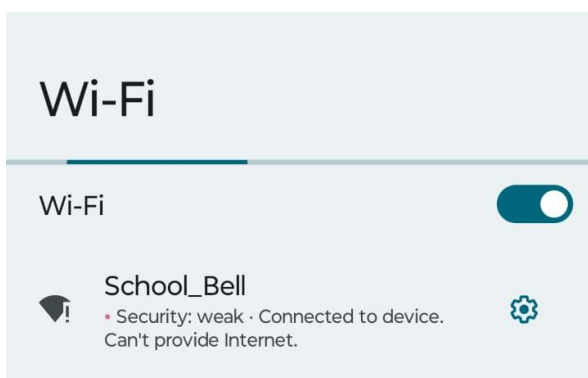 Wi-Fi
Wi-Fi
School_Bell
• Security: weak · Connected to device.
Can't provide Internet.